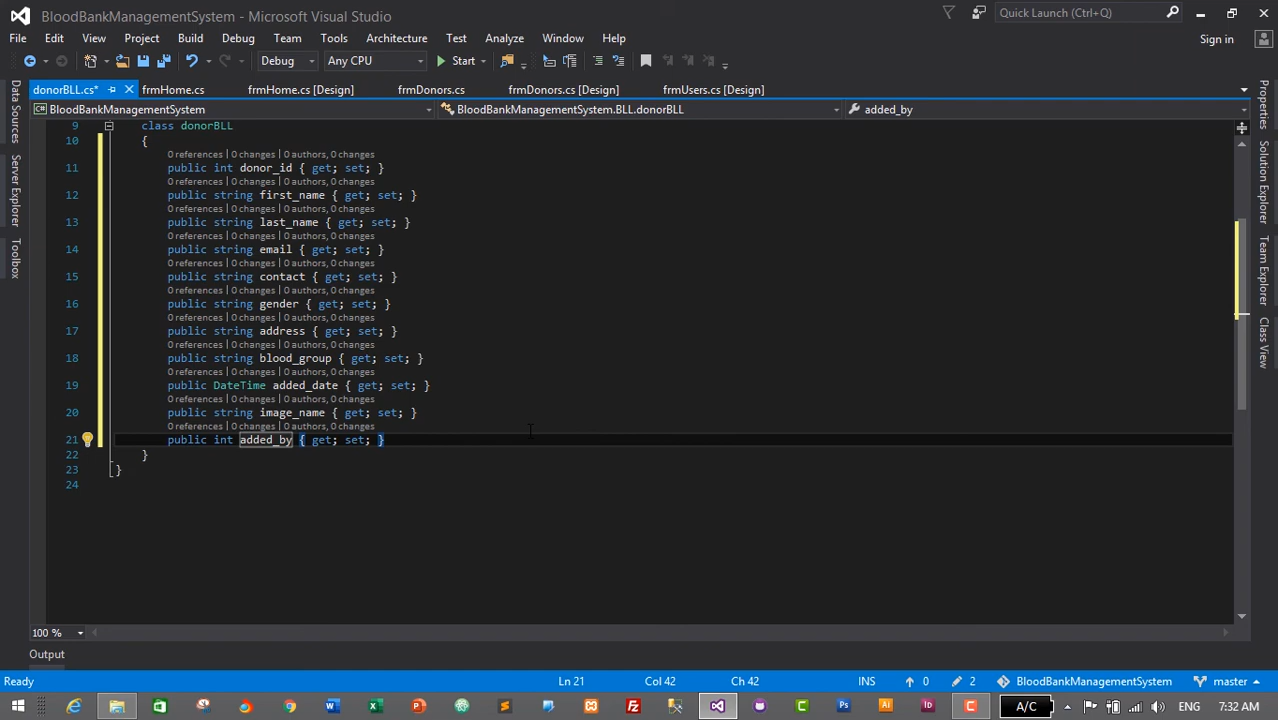 BloodBankManagementSystem - Microsoft Visual Studio
Quick Launch (Ctrl+Q)
File Edit View Project Build Debug Team Tools Architecture Test Analyze Window Help
Sign in
Debug Any CPU Start
donorBLL.cs* frmHome.cs frmHome.cs [Design] frmDonors.cs frmDonors.cs [Design] frmUsers.cs [Design]
BloodBankManagementSystem BloodBankManagementSystem.BLL.donorBLL added_by
Data Sources
Server Explorer
Toolbox
9 class donorBLL
10 {
0 references | 0 changes | 0 authors, 0 changes
11 public int donor_id { get; set; }
0 references | 0 changes | 0 authors, 0 changes
12 public string first_name { get; set; }
0 references | 0 changes | 0 authors, 0 changes
13 public string last_name { get; set; }
0 references | 0 changes | 0 authors, 0 changes
14 public string email { get; set; }
0 references | 0 changes | 0 authors, 0 changes
15 public string contact { get; set; }
0 references | 0 changes | 0 authors, 0 changes
16 public string gender { get; set; }
0 references | 0 changes | 0 authors, 0 changes
17 public string address { get; set; }
0 references | 0 changes | 0 authors, 0 changes
18 public string blood_group { get; set; }
0 references | 0 changes | 0 authors, 0 changes
19 public DateTime added_date { get; set; }
0 references | 0 changes | 0 authors, 0 changes
20 public string image_name { get; set; }
0 references | 0 changes | 0 authors, 0 changes
21 public int added_by { get; set; }
22 }
23 }
24
Properties
Solution Explorer
Team Explorer
Class View
100 %
Output
Ready Ln 21 Col 42 Ch 42 INS 0 2 BloodBankManagementSystem master
A/C ENG 7:32 AM